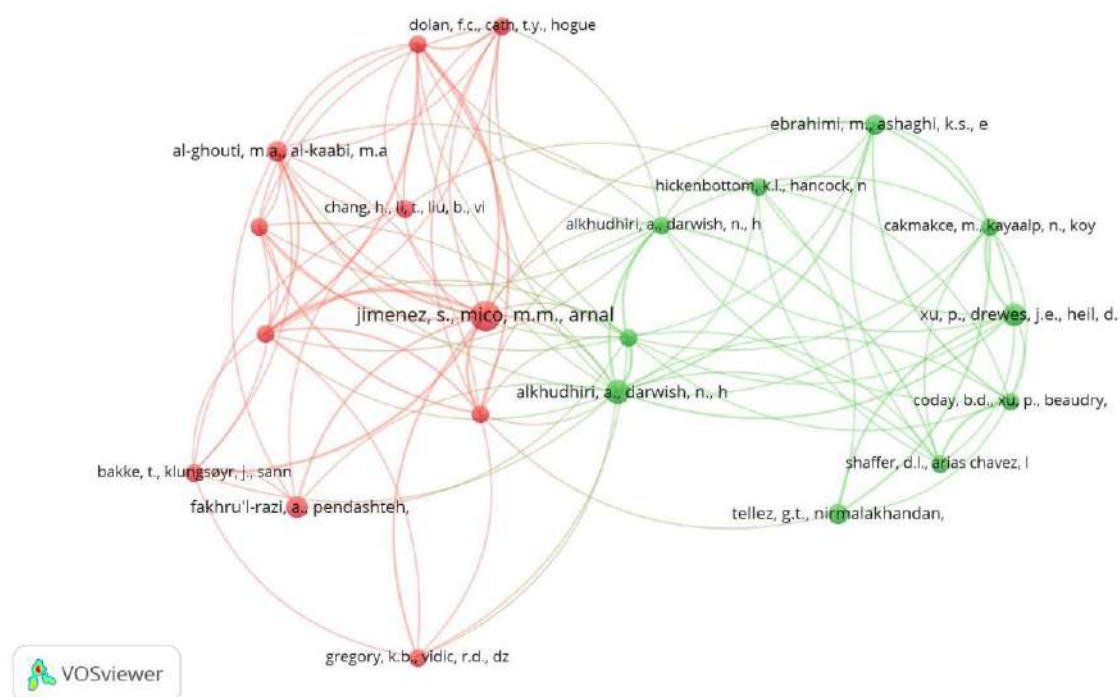 dolan, f.c., cath, t.y., hogue
ebrahimi, m., ashaghi, k.s., e
al-ghouti, m.a., al-kaabi, m.a
hickenbottom, k.l., hancock, n
chang, h., li, t., liu, b., vi
alkhudhiri, a., darwish, n., h
cakmakce, m., kayaalp, n., koy
jimenez, s., mico, m.m., arnal
xu, p., drewes, j.e., heil, d.
alkhudhiri, a., darwish, n., h
coday, b.d., xu, p., beaudry,
shaffer, d.l., arias chavez, l
bakke, t., klungsøyr, j., sann
fakhru'l-razi, a., pendashteh,
tellez, g.t., nirmalakhandan,
gregory, k.b., vidic, r.d., dz
VOSviewer